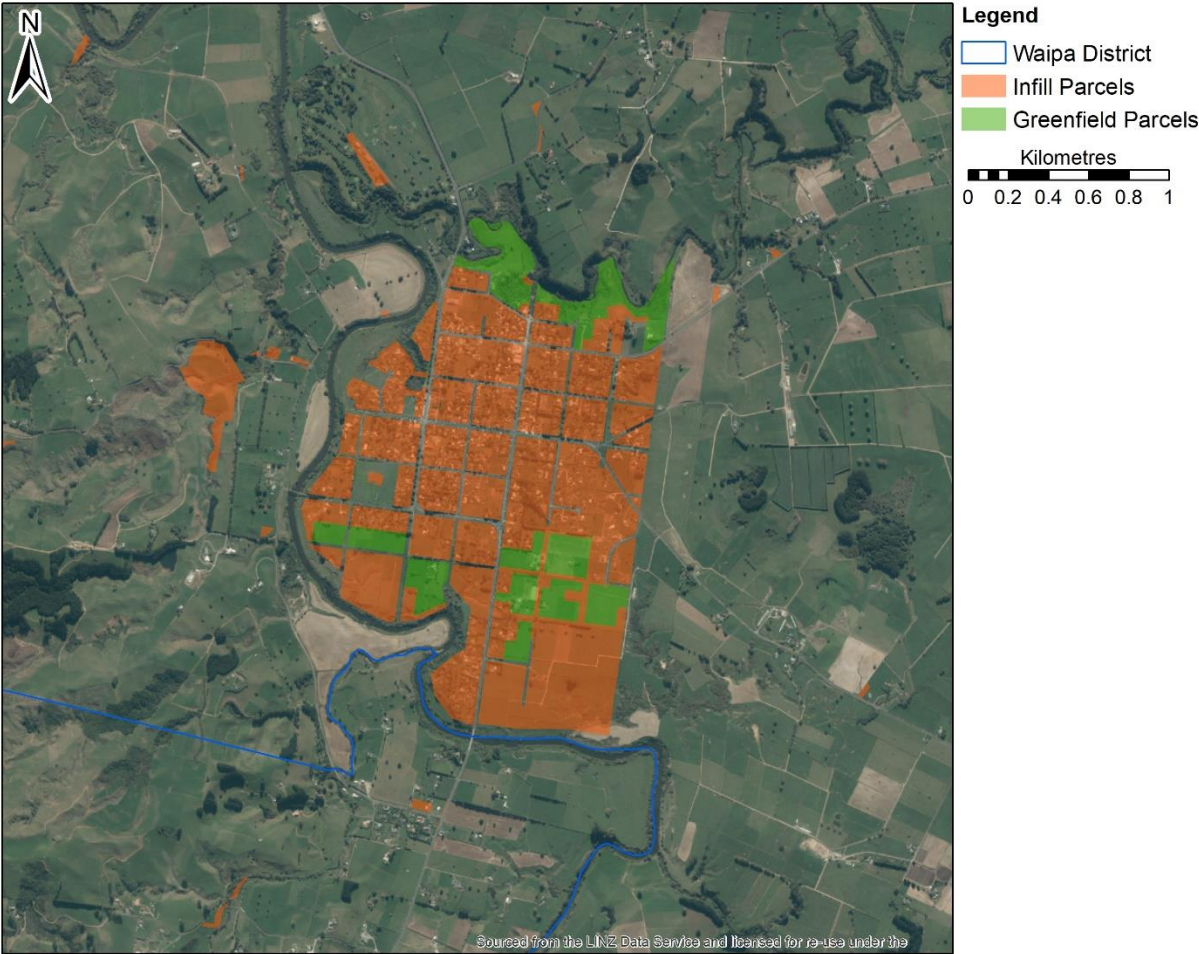 N
Legend
Waipa District
Infill Parcels
Greenfield Parcels
Kilometres
0 0.2 0.4 0.6 0.8 1
Sourced from the LINZ Data Service and licensed for re-use under the